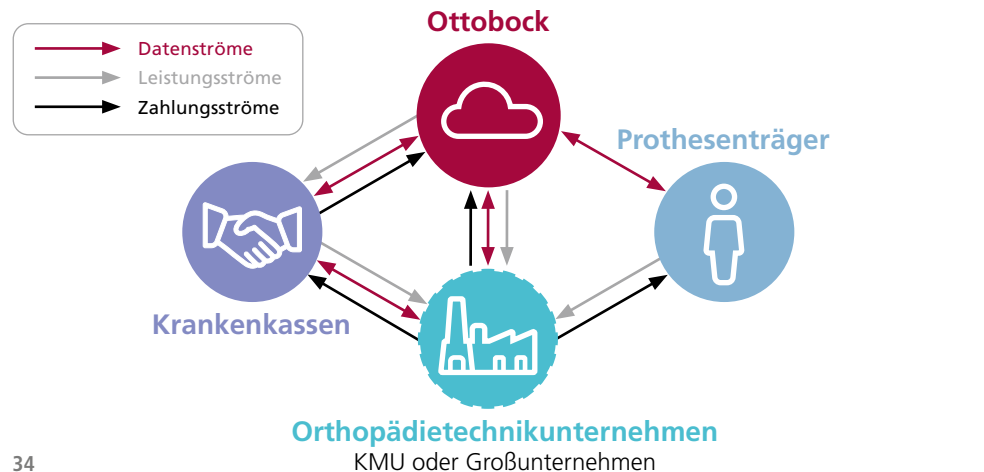 Ottobock
Datenströme
Leistungsströme
Zahlungsströme
Prothesenträger
Krankenkassen
Orthopädietechnikunternehmen
KMU oder Großunternehmen
34